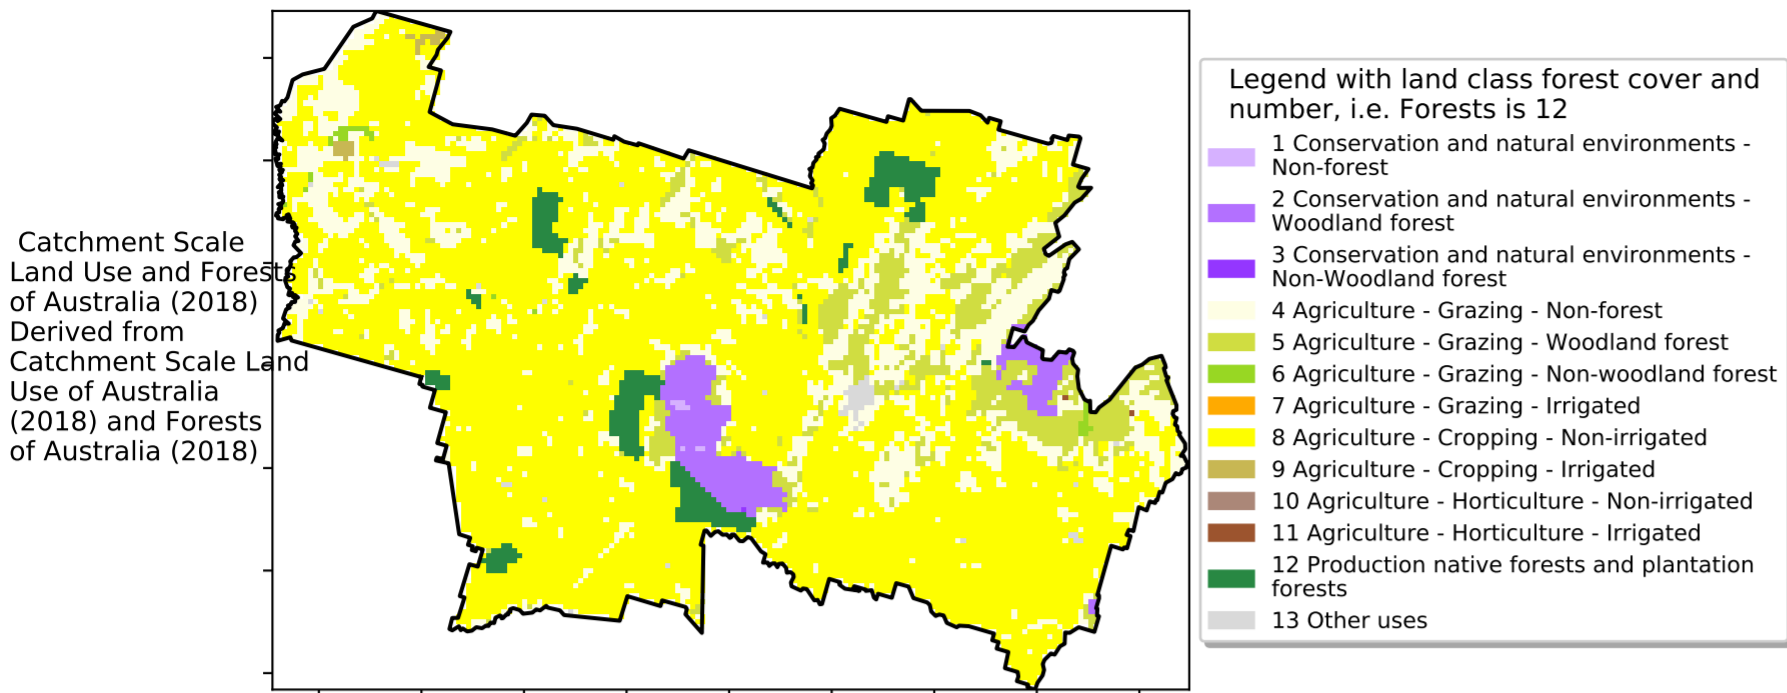 Catchment Scale
Land Use and Forests
of Australia (2018)
Derived from
Catchment Scale Land
Use of Australia
(2018) and Forests
of Australia (2018)
Legend with land class forest cover and
number, i.e. Forests is 12
1 Conservation and natural environments -
Non-forest
2 Conservation and natural environments -
Woodland forest
3 Conservation and natural environments -
Non-Woodland forest
4 Agriculture - Grazing - Non-forest
5 Agriculture - Grazing - Woodland forest
6 Agriculture - Grazing - Non-woodland forest
7 Agriculture - Grazing - Irrigated
8 Agriculture - Cropping - Non-irrigated
9 Agriculture - Cropping - Irrigated
10 Agriculture - Horticulture - Non-irrigated
11 Agriculture - Horticulture - Irrigated
12 Production native forests and plantation
forests
13 Other uses